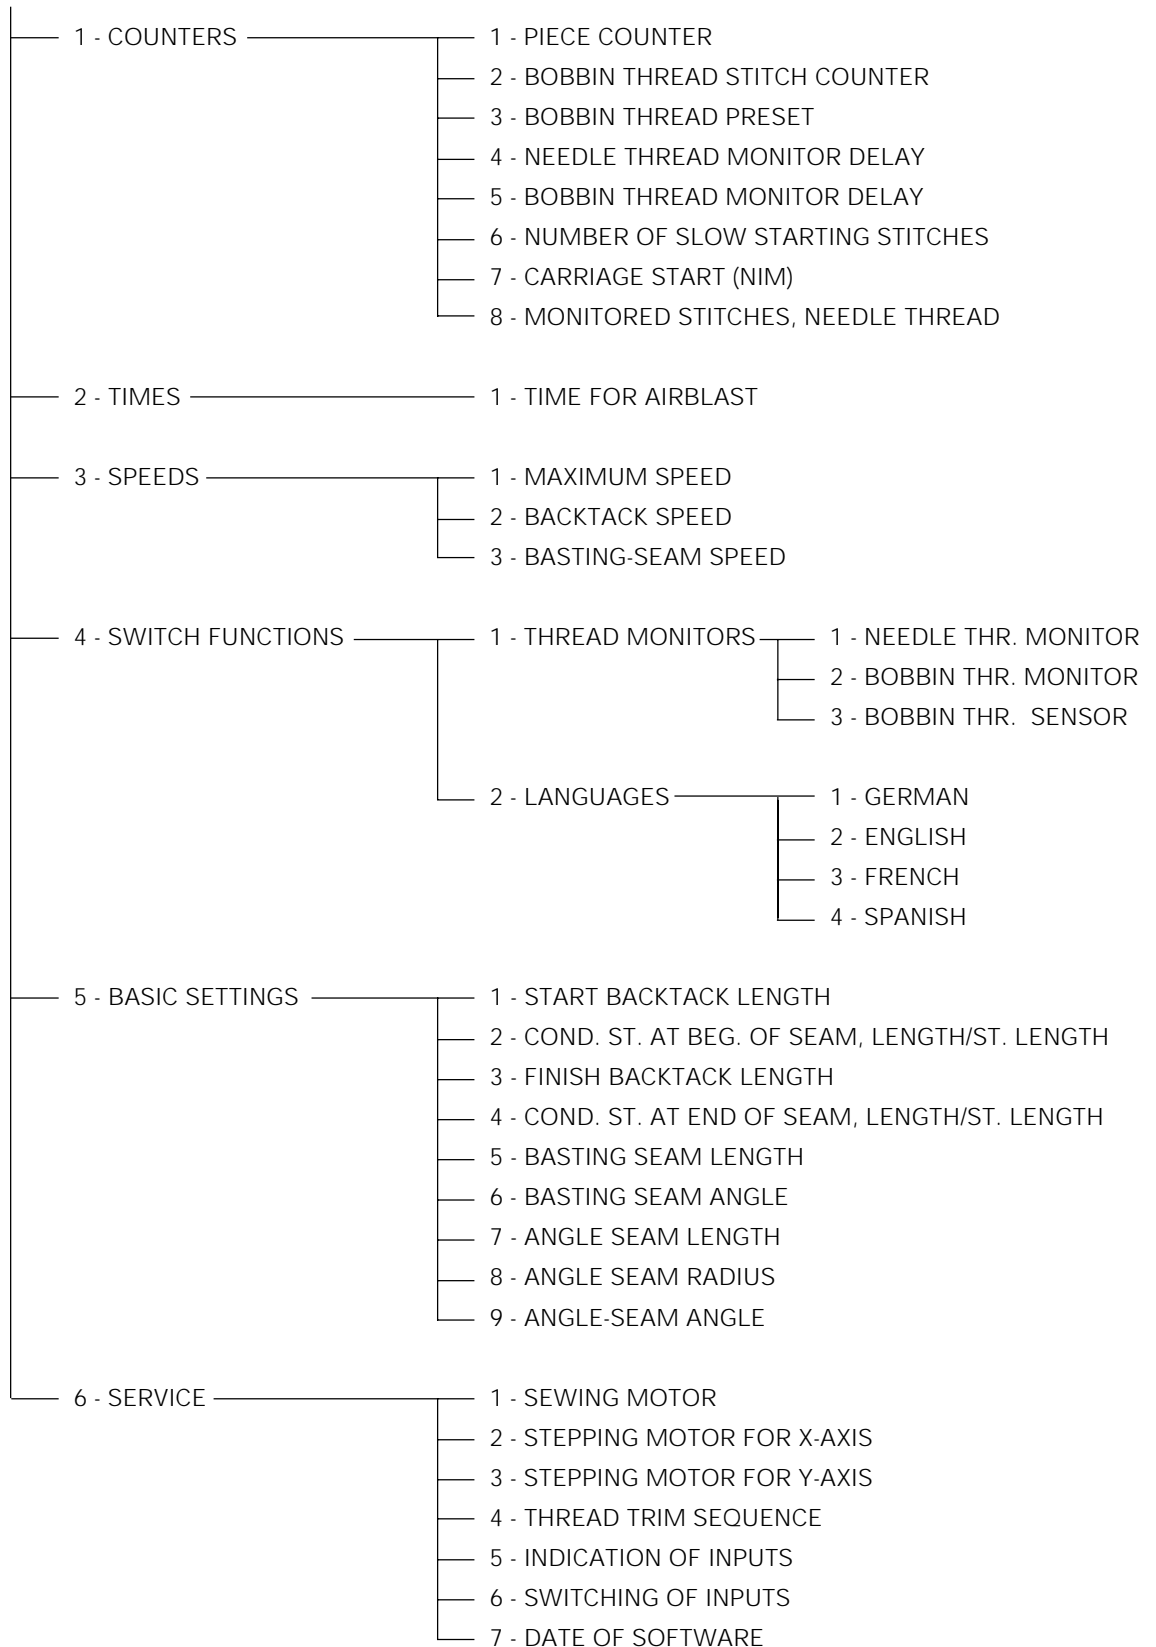 1 - COUNTERS 1 - PIECE COUNTER
2 - BOBBIN THREAD STITCH COUNTER
3 - BOBBIN THREAD PRESET
4 - NEEDLE THREAD MONITOR DELAY
5 - BOBBIN THREAD MONITOR DELAY
6 - NUMBER OF SLOW STARTING STITCHES
7 - CARRIAGE START (NIM)
8 - MONITORED STITCHES, NEEDLE THREAD
2 - TIMES 1 - TIME FOR AIRBLAST
3 - SPEEDS 1 - MAXIMUM SPEED
2 - BACKTACK SPEED
3 - BASTING-SEAM SPEED
4 - SWITCH FUNCTIONS 1 - THREAD MONITORS 1 - NEEDLE THR. MONITOR
2 - BOBBIN THR. MONITOR
3 - BOBBIN THR. SENSOR
2 - LANGUAGES 1 - GERMAN
2 - ENGLISH
3 - FRENCH
4 - SPANISH
5 - BASIC SETTINGS 1 - START BACKTACK LENGTH
2 - COND. ST. AT BEG. OF SEAM, LENGTH/ST. LENGTH
3 - FINISH BACKTACK LENGTH
4 - COND. ST. AT END OF SEAM, LENGTH/ST. LENGTH
5 - BASTING SEAM LENGTH
6 - BASTING SEAM ANGLE
7 - ANGLE SEAM LENGTH
8 - ANGLE SEAM RADIUS
9 - ANGLE-SEAM ANGLE
6 - SERVICE 1 - SEWING MOTOR
2 - STEPPING MOTOR FOR X-AXIS
3 - STEPPING MOTOR FOR Y-AXIS
4 - THREAD TRIM SEQUENCE
5 - INDICATION OF INPUTS
6 - SWITCHING OF INPUTS
7 - DATE OF SOFTWARE